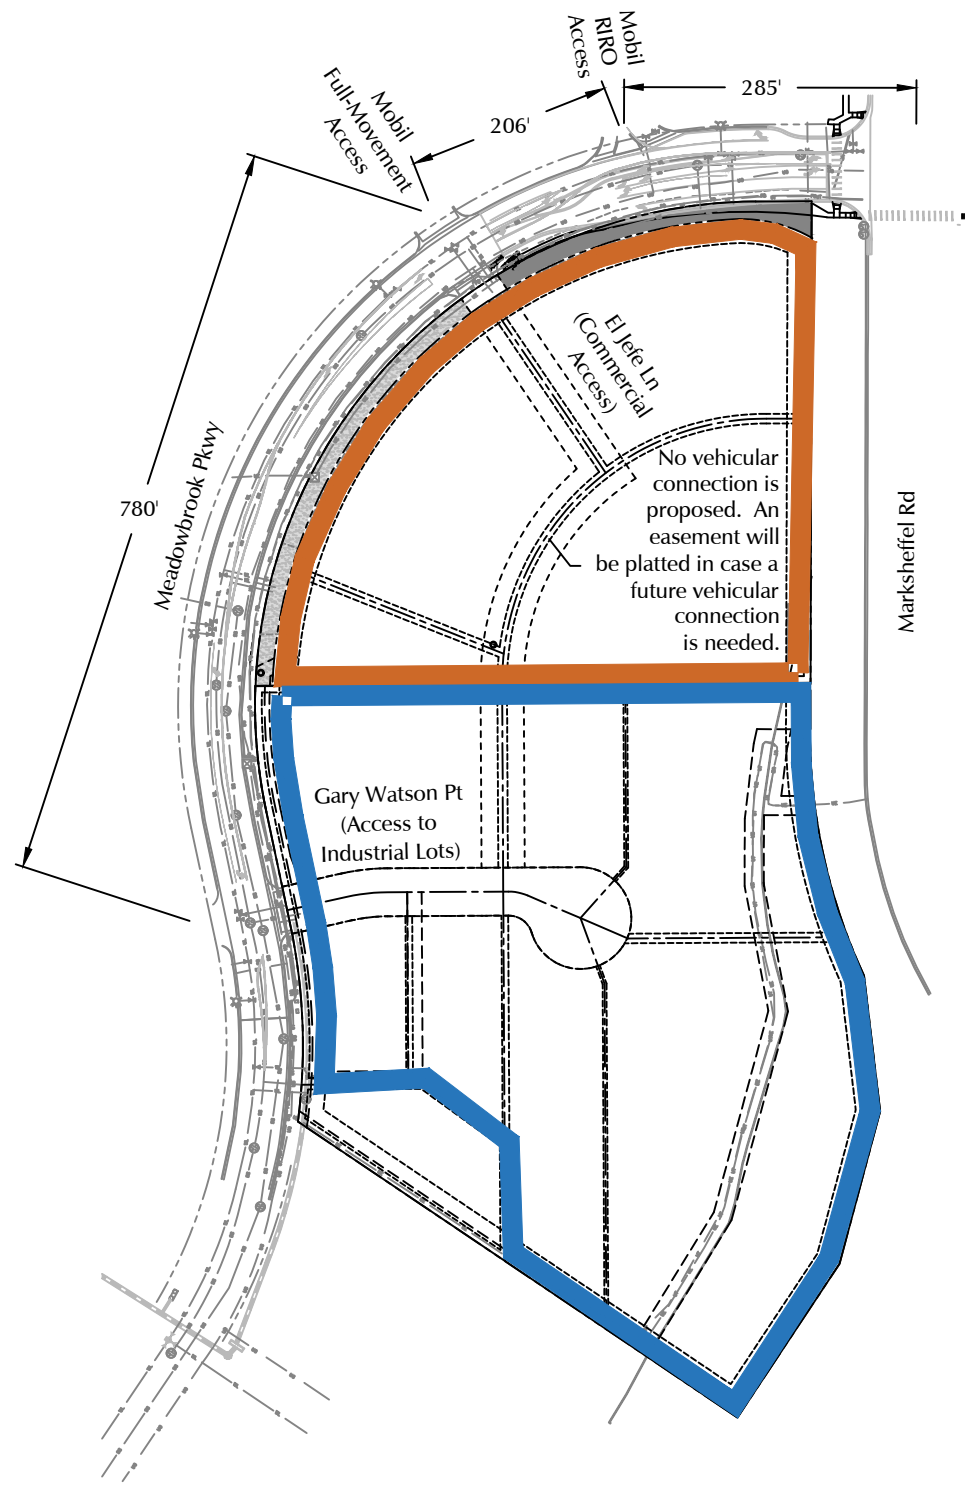 Mobil
RIRO
Access
285'
206'
Mobil
Full-Movement
Access
El Jefe Ln
(Commercial
Access)
780'
Meadowbrook Pkwy
No vehicular
connection is
proposed. An
easement will
be platted in case a
future vehicular
connection
is needed.
Marksheffel Rd
Gary Watson Pt
(Access to
Industrial Lots)